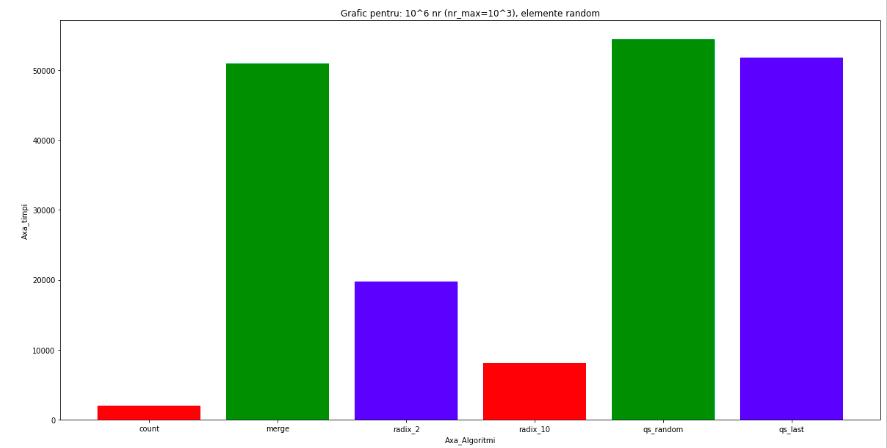 Grafic pentru: 10^6 nr (nr_max=10^3), elemente random
50000
40000
30000
20000
10000
0
Axa_timpi
count merge radix_2 radix_10 qs_random qs_last
Axa_Algoritmi